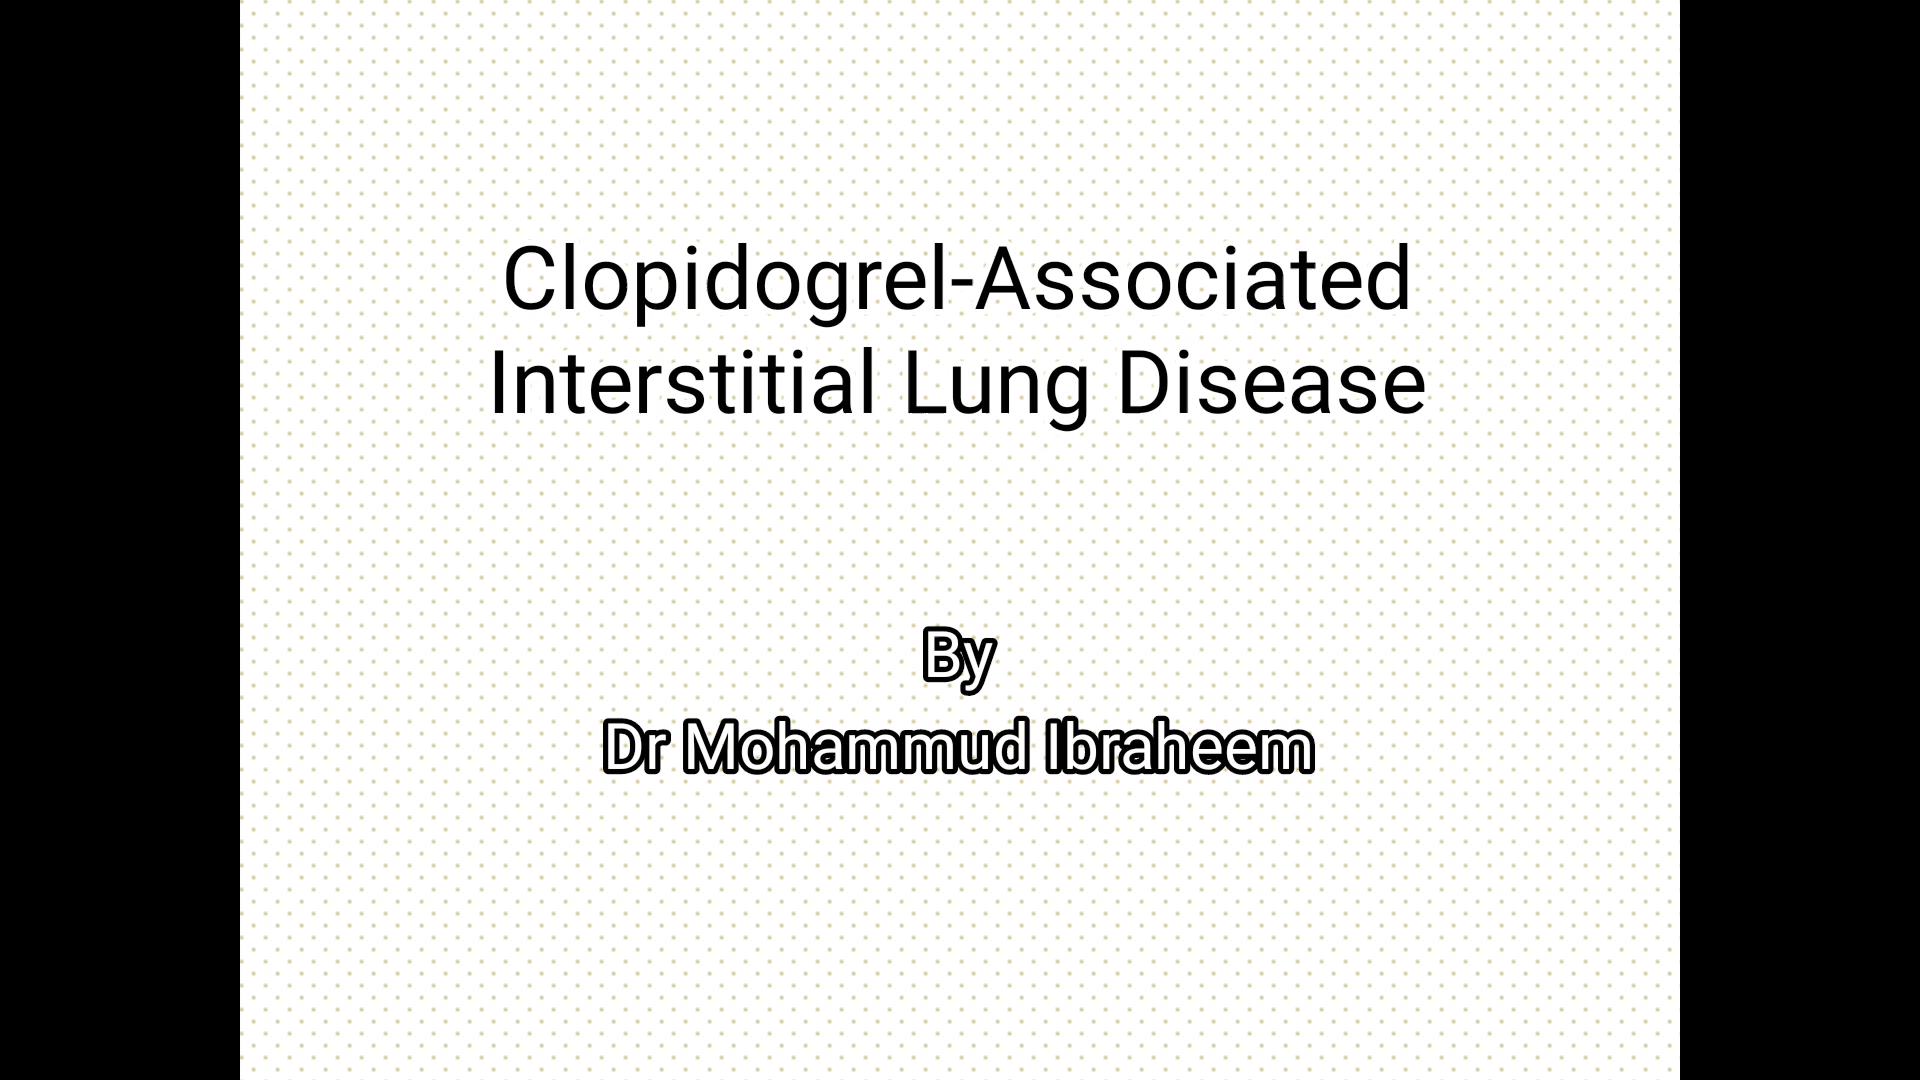 Clopidogrel-Associated
Interstitial Lung Disease
By
Dr Mohammud Ibraheem